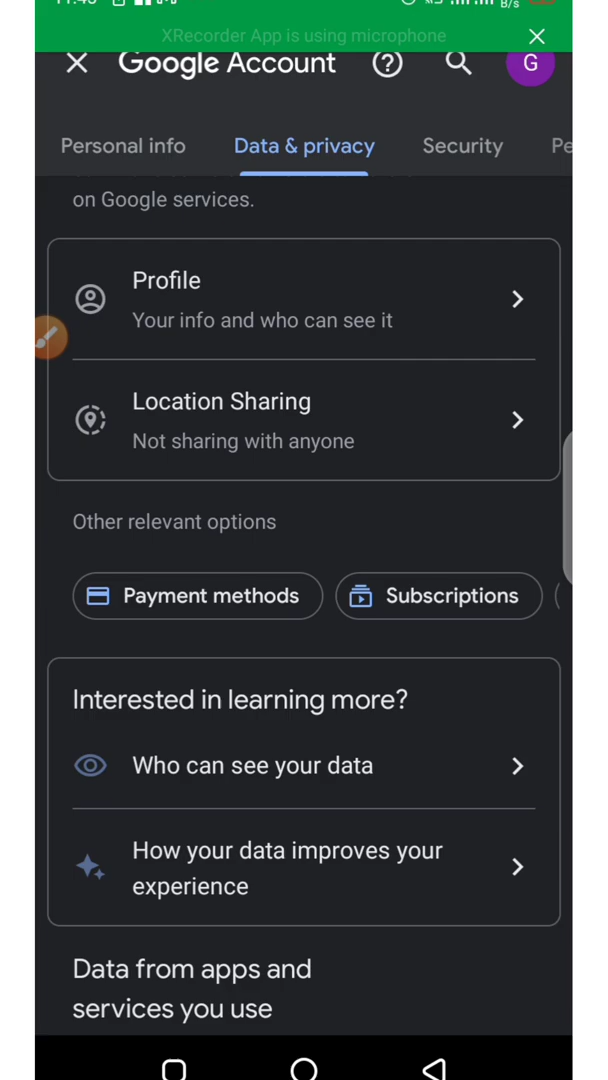 B/s
XRecorder App is using microphone
Google Account
G
Personal info
Data & privacy
Security
Pe
on Google services.
Profile
Your info and who can see it
Location Sharing
Not sharing with anyone
Other relevant options
Payment methods
Subscriptions
Interested in learning more?
Who can see your data
How your data improves your
experience
Data from apps and
services you use